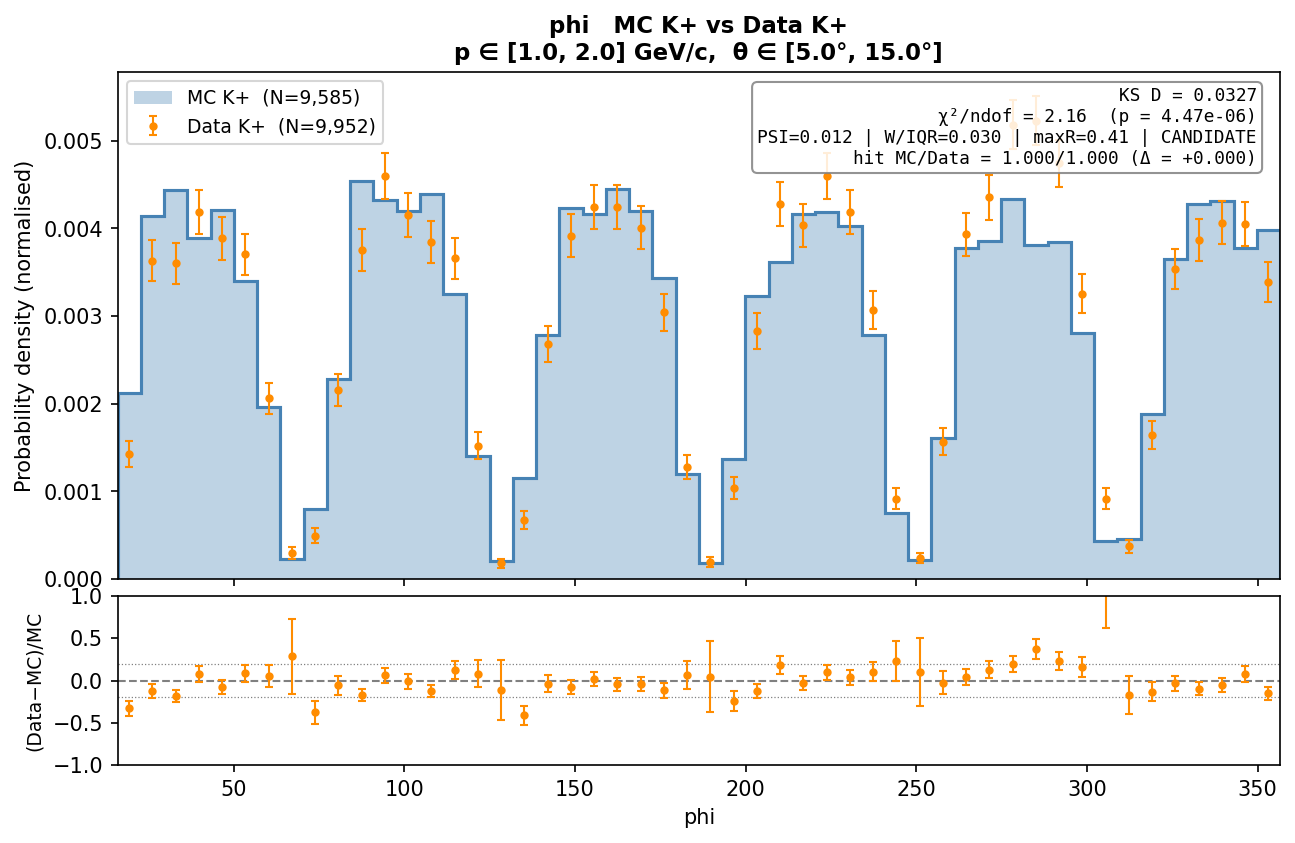 phi   MC K+ vs Data K+
p ∈ [1.0, 2.0] GeV/c,  θ ∈ [5.0°, 15.0°]
MC K+  (N=9,585)
Data K+  (N=9,952)
KS D = 0.0327
χ²/ndof = 2.16  (p = 4.47e-06)
PSI=0.012 | W/IQR=0.030 | maxR=0.41 | CANDIDATE
hit MC/Data = 1.000/1.000 (Δ = +0.000)
Probability density (normalised)
0.005
0.004
0.003
0.002
0.001
0.000
(Data−MC)/MC
1.0
0.5
0.0
−0.5
−1.0
50
100
150
200
250
300
350
phi